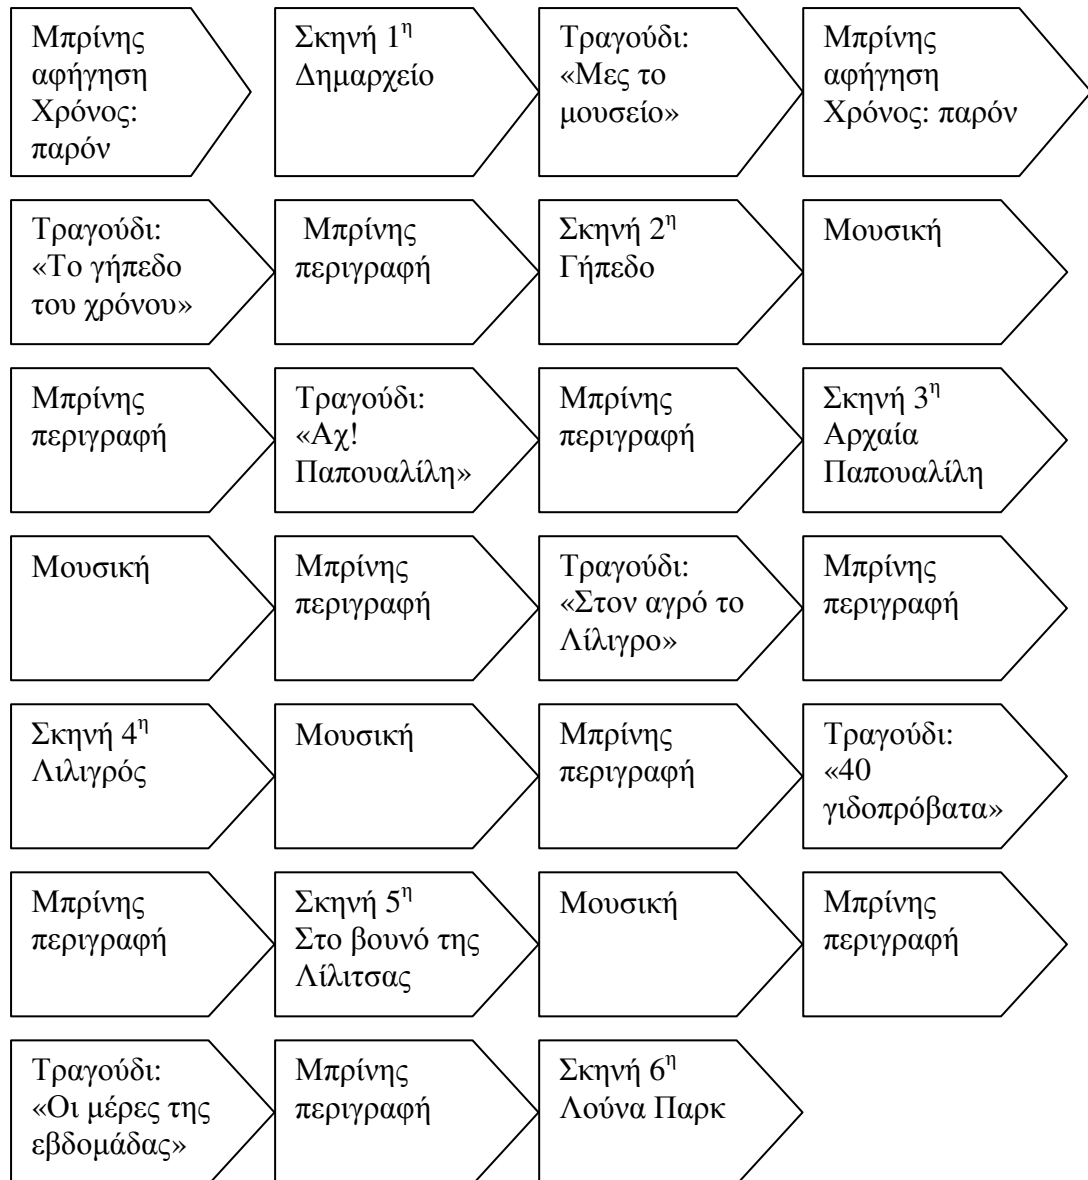 Μπρίνης
αφήγηση
Χρόνος:
παρόν
Σκηνή 1η
Δημαρχείο
Τραγούδι:
«Μες το
μουσείο»
Μπρίνης
αφήγηση
Χρόνος: παρόν
Τραγούδι:
«Το γήπεδο
του χρόνου»
Μπρίνης
περιγραφή
Σκηνή 2η
Γήπεδο
Μουσική
Μπρίνης
περιγραφή
Τραγούδι:
«Αχ!
Παπουαλίλη»
Μπρίνης
περιγραφή
Σκηνή 3η
Αρχαία
Παπουαλίλη
Μουσική
Μπρίνης
περιγραφή
Τραγούδι:
«Στον αγρό το
Λίλιγρο»
Μπρίνης
περιγραφή
Σκηνή 4η
Λιλιγρός
Μουσική
Μπρίνης
περιγραφή
Τραγούδι:
«40
γιδοπρόβατα»
Μπρίνης
περιγραφή
Σκηνή 5η
Στο βουνό της
Λίλιτσας
Μουσική
Μπρίνης
περιγραφή
Τραγούδι:
«Οι μέρες της
εβδομάδας»
Μπρίνης
περιγραφή
Σκηνή 6η
Λούνα Παρκ